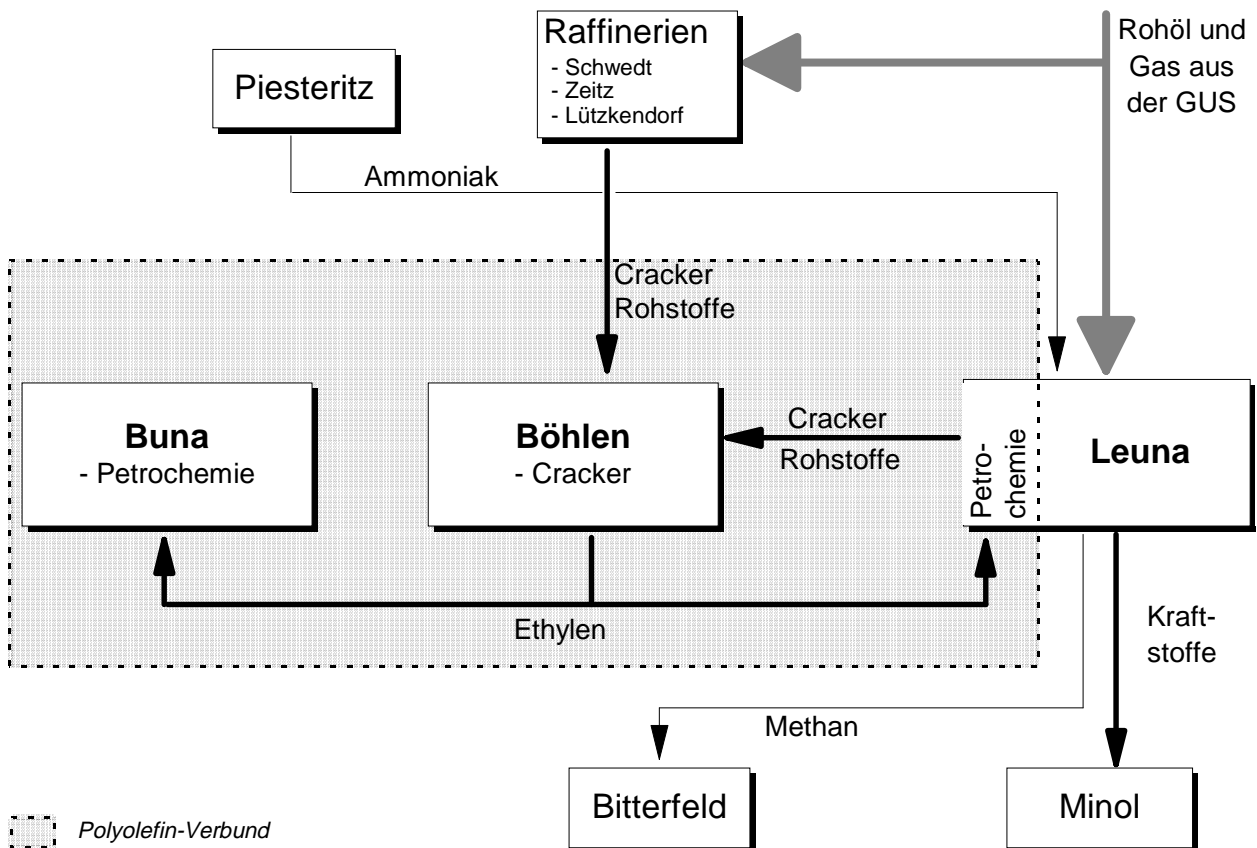 Raffinerien
- Schwedt
- Zeitz
- Lützkendorf
Rohöl und
Gas aus
der GUS
Piesteritz
Ammoniak
Cracker
Rohstoffe
Buna
- Petrochemie
Böhlen
- Cracker
Cracker
Rohstoffe
Petro-
chemie
Leuna
Ethylen
Kraft-
stoffe
Methan
Bitterfeld
Minol
Polyolefin-Verbund